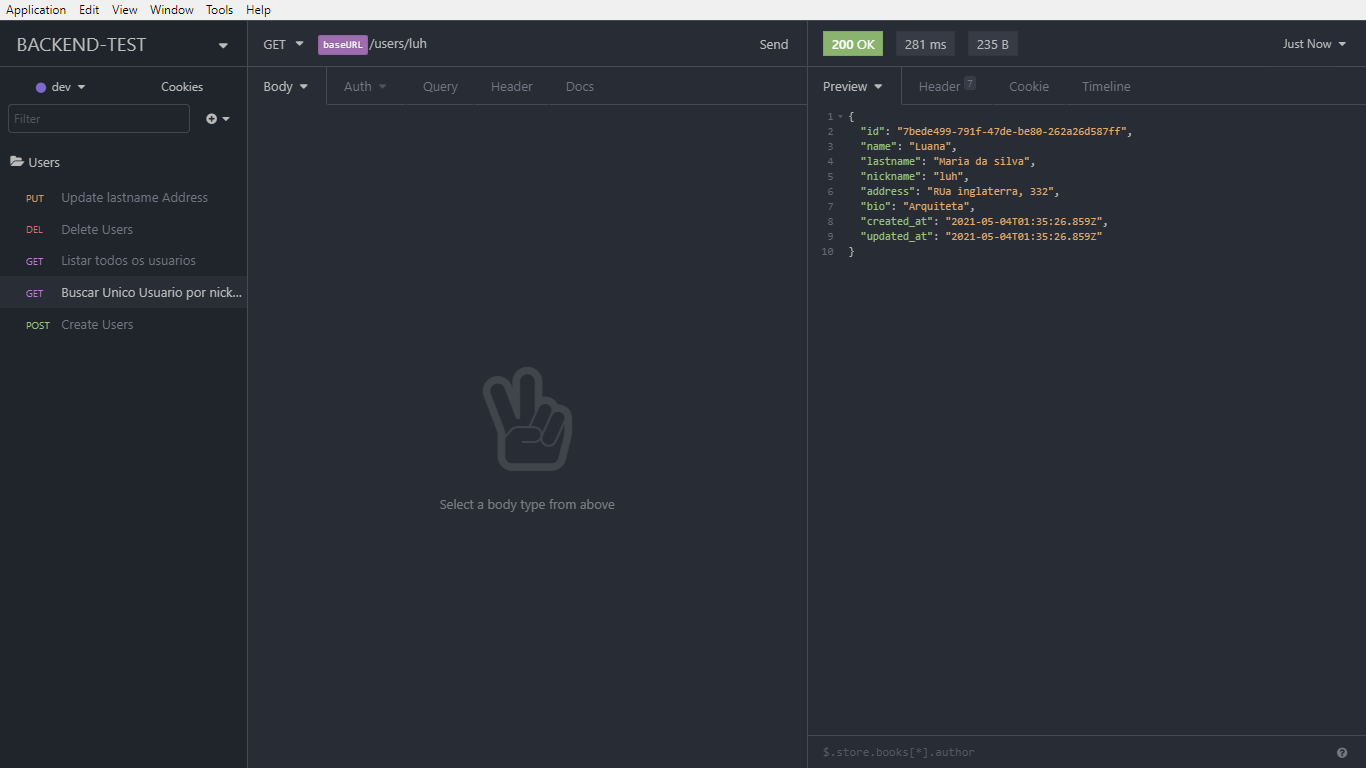 Application Edit View Window Tools Help
BACKEND-TEST
dev Cookies
Filter
Users
PUT Update lastname Address
DEL Delete Users
GET Listar todos os usuarios
GET Buscar Unico Usuario por nick...
POST Create Users
GET baseURL/users/luh Send
Body Auth Query Header Docs
Select a body type from above
200 OK 281 ms 235 B Just Now
Preview Header 7 Cookie Timeline
1 {
2 "id": "7bede499-791f-47de-be80-262a26d587ff",
3 "name": "Luana",
4 "lastname": "Maria da silva",
5 "nickname": "luh",
6 "address": "RUa inglaterra, 332",
7 "bio": "Arquiteta",
8 "created_at": "2021-05-04T01:35:26.859Z",
9 "updated_at": "2021-05-04T01:35:26.859Z"
10 }
$.store.books[*].author